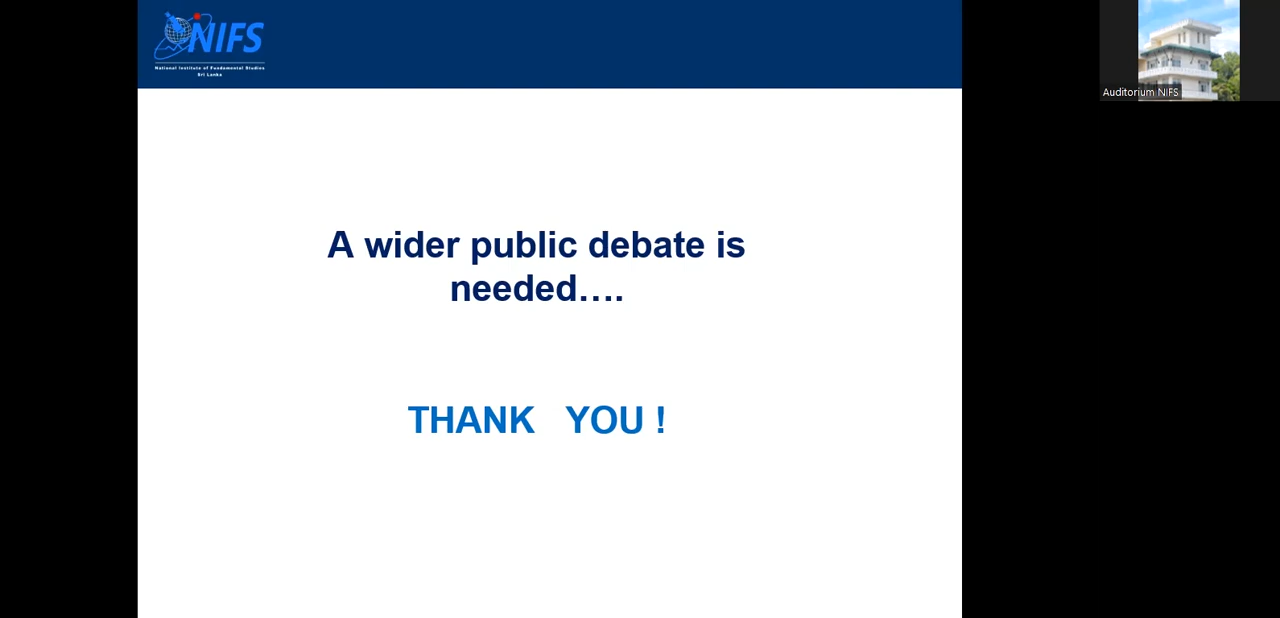 NIFS
National Institute of Fundamental Studies
Sri Lanka
Auditorium NIFS
A wider public debate is
needed….
THANK YOU !